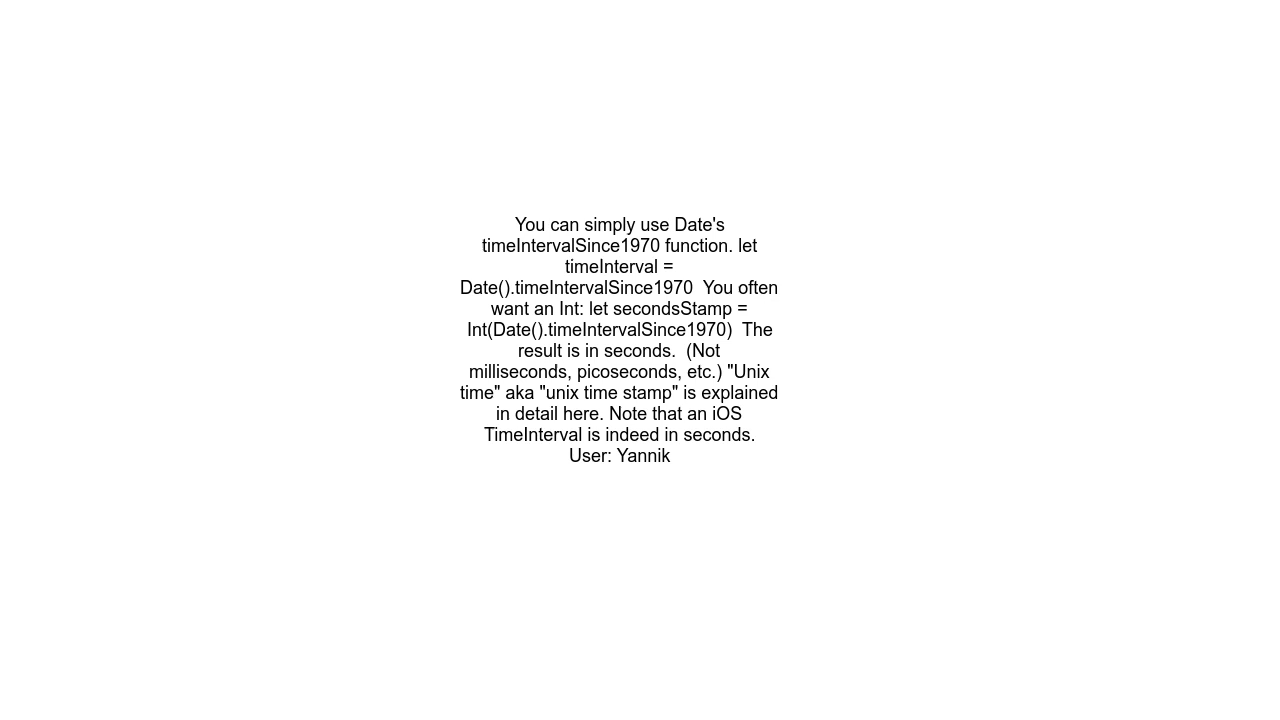 You can simply use Date's
timeIntervalSince1970 function. let
timeInterval =
Date().timeIntervalSince1970  You often
want an Int: let secondsStamp =
Int(Date().timeIntervalSince1970)  The
result is in seconds.  (Not
milliseconds, picoseconds, etc.) "Unix
time" aka "unix time stamp" is explained
in detail here. Note that an iOS
TimeInterval is indeed in seconds.
User: Yannik